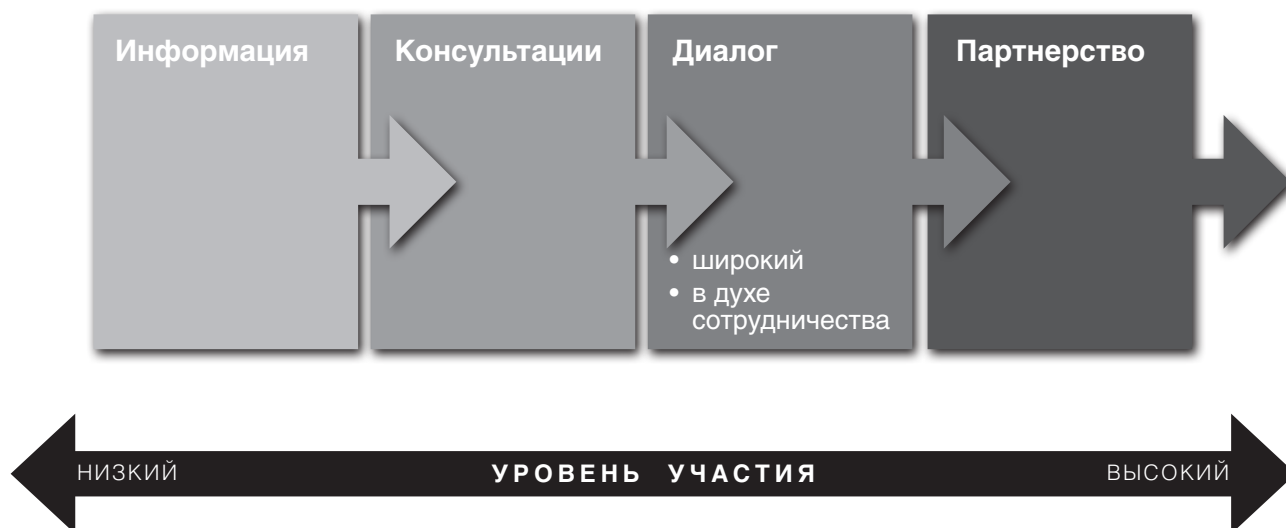 Информация
Консультации
Диалог
Партнерство
• широкий
• в духе
сотрудничества
НИЗКИЙ
УРОВЕНЬ УЧАСТИЯ
ВЫСОКИЙ